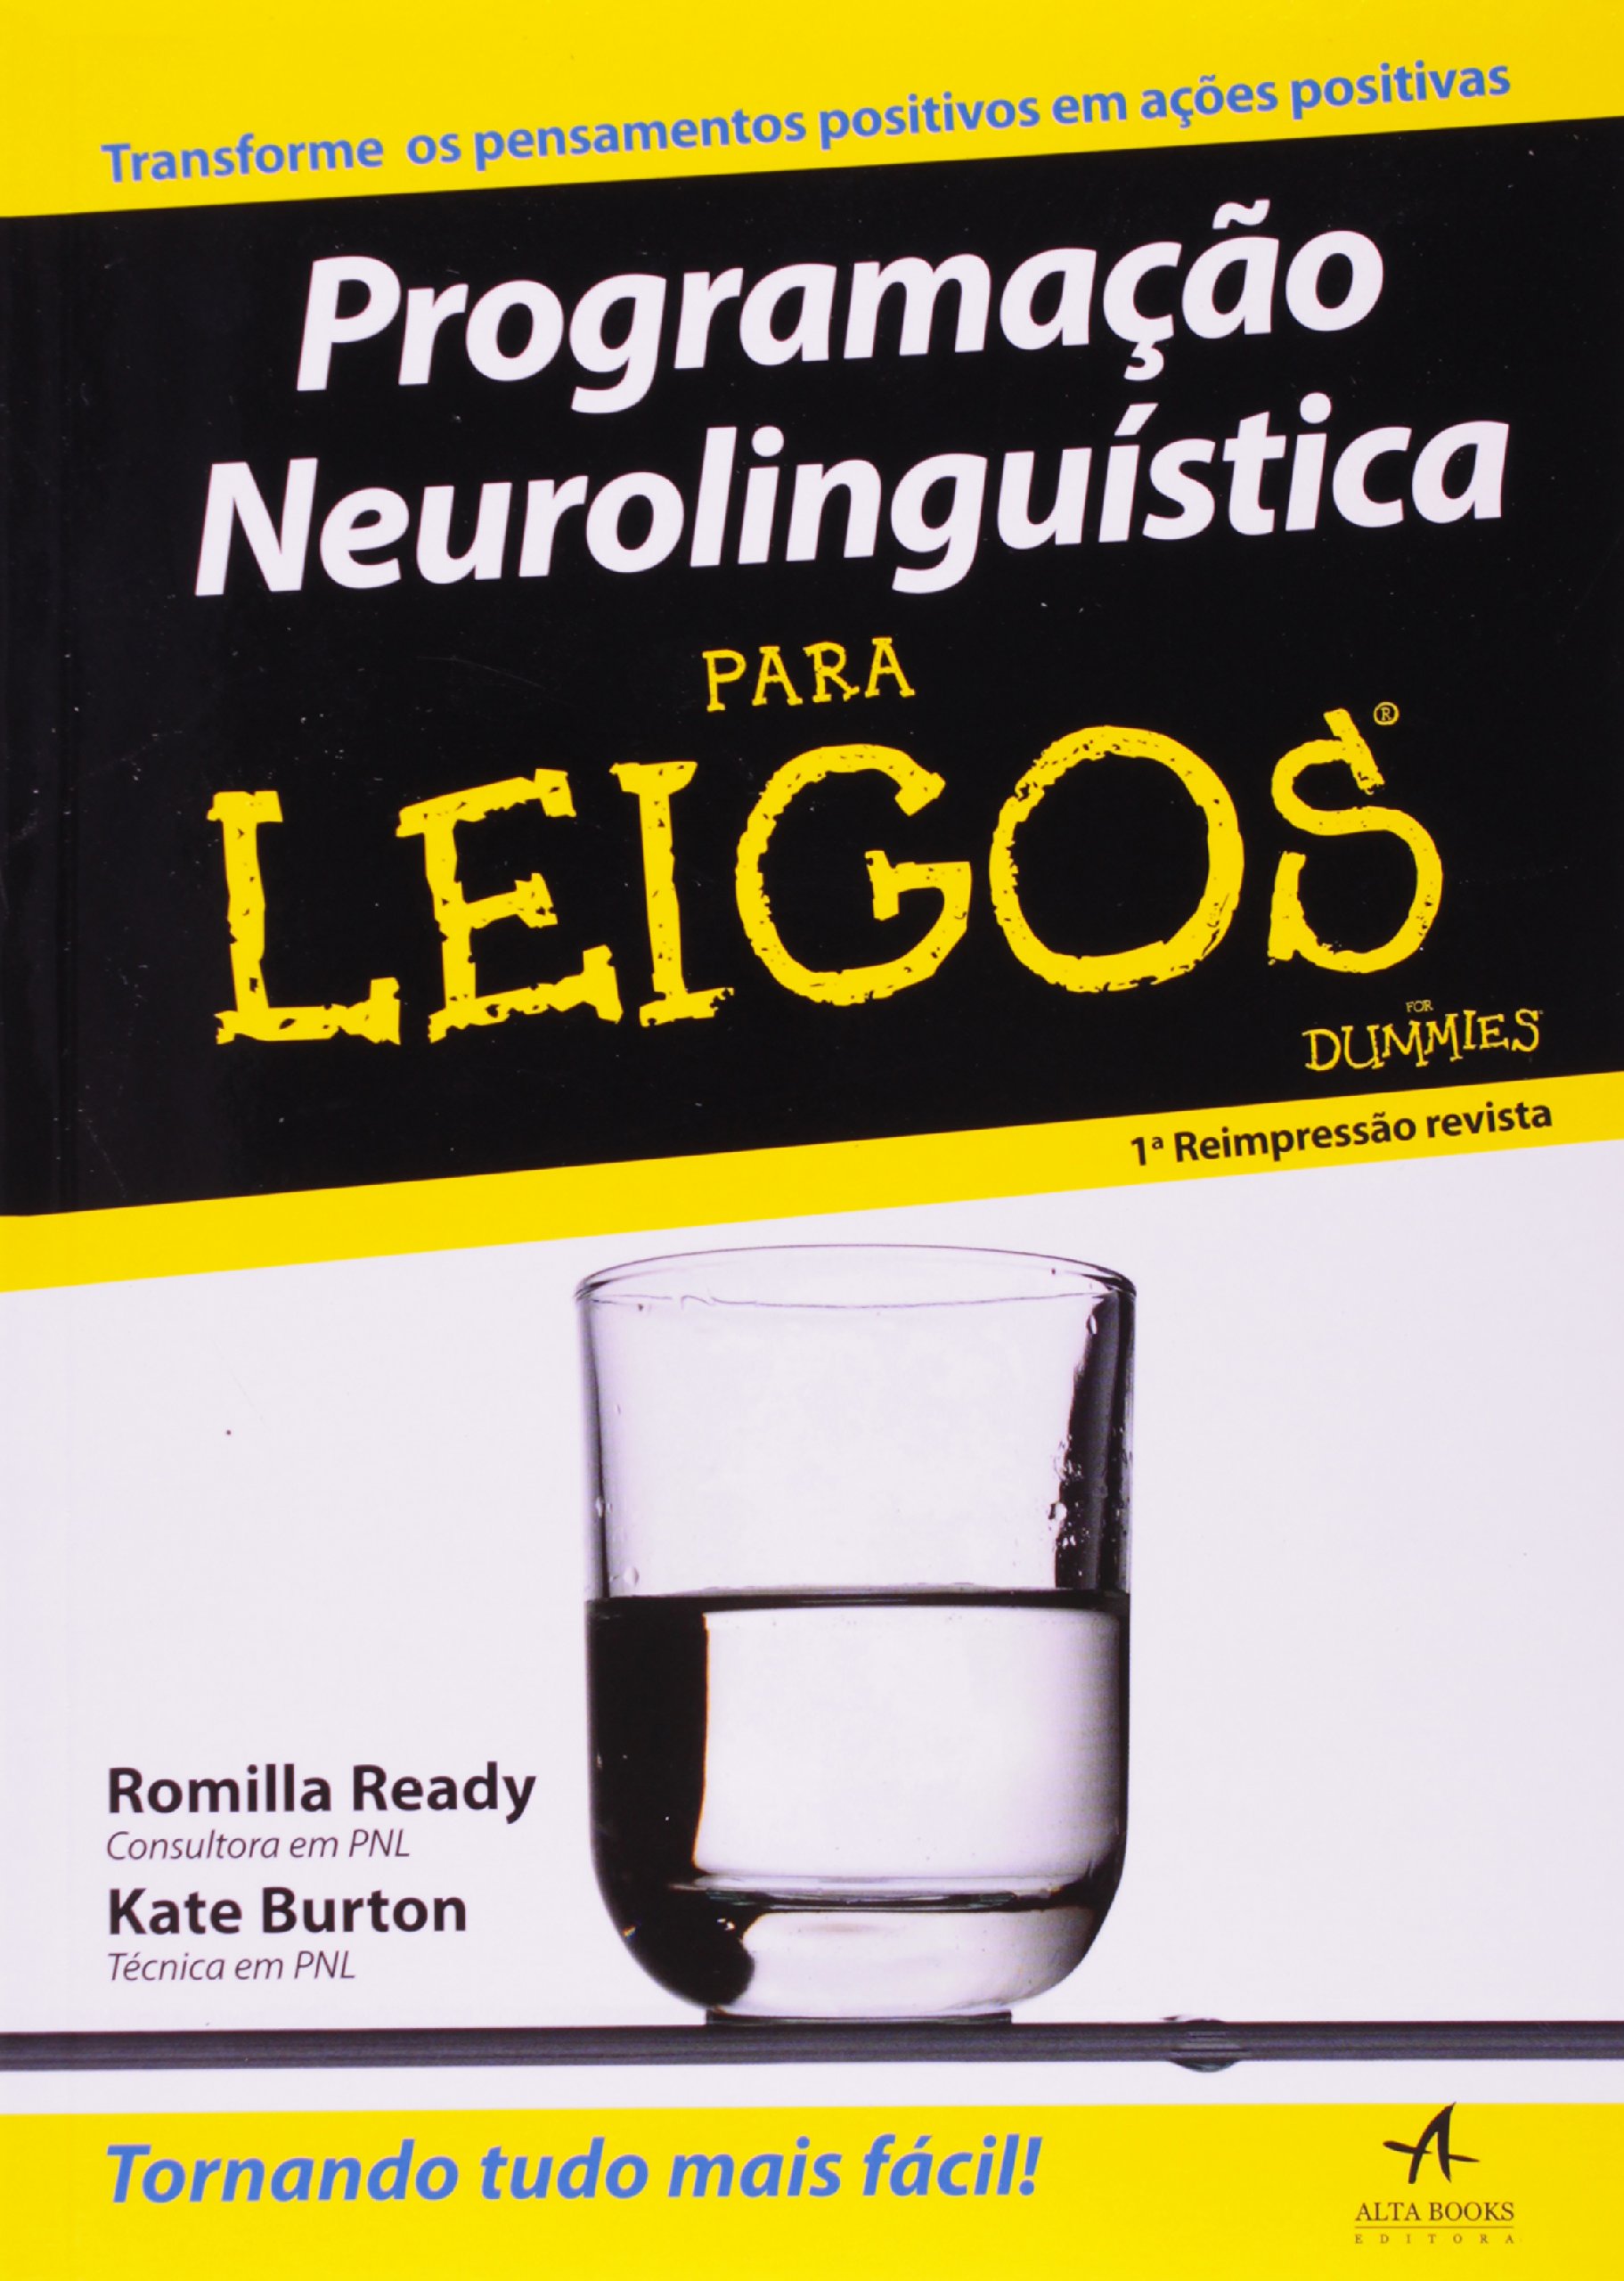 Transforme os pensamentos positivos em ações positivas
Programação
Neurolinguística
PARA
LEIGOS®
FOR
DUMMIES
1ª Reimpressão revista
Romilla Ready
Consultora em PNL
Kate Burton
Técnica em PNL
Tornando tudo mais fácil!
ALTA BOOKS
EDITORA